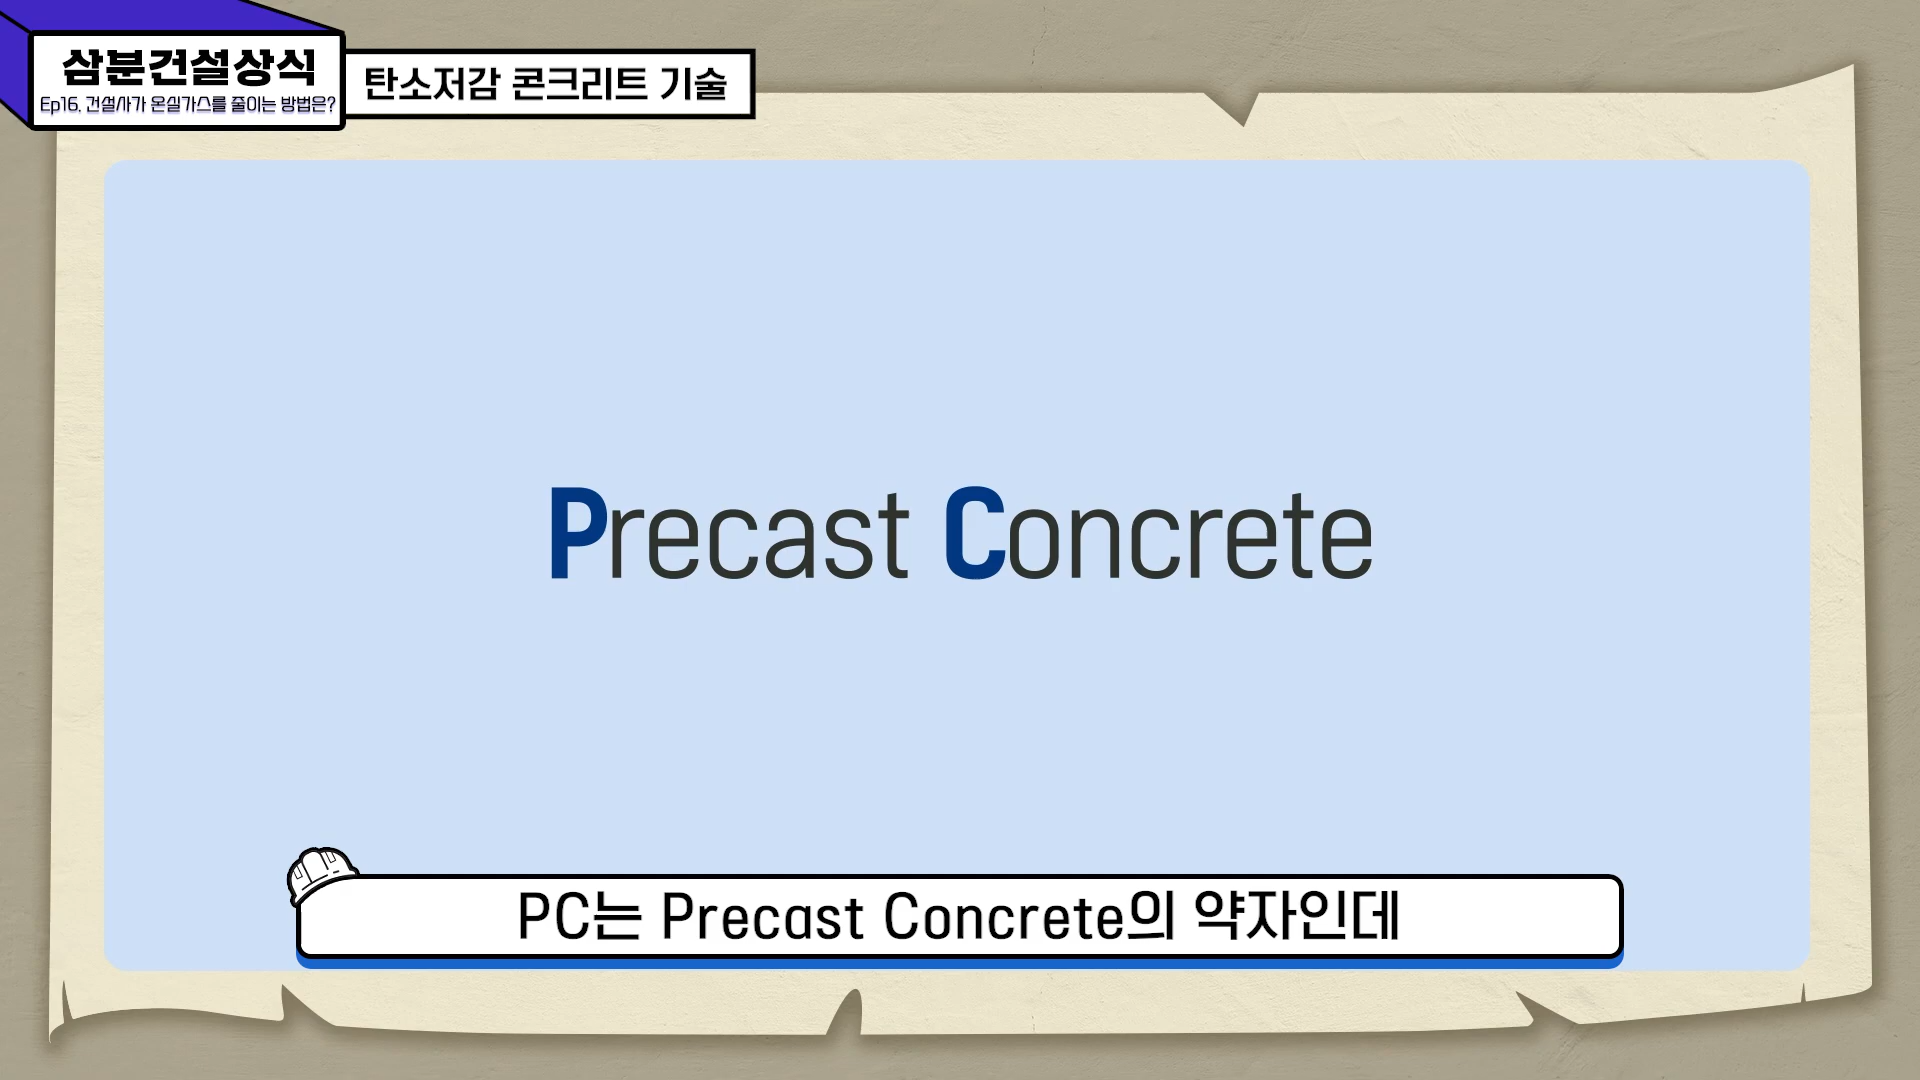 삼분건설상식
Ep16. 건설사가 온실가스를 줄이는 방법은?
탄소저감 콘크리트 기술
Precast Concrete
PC는 Precast Concrete의 약자인데